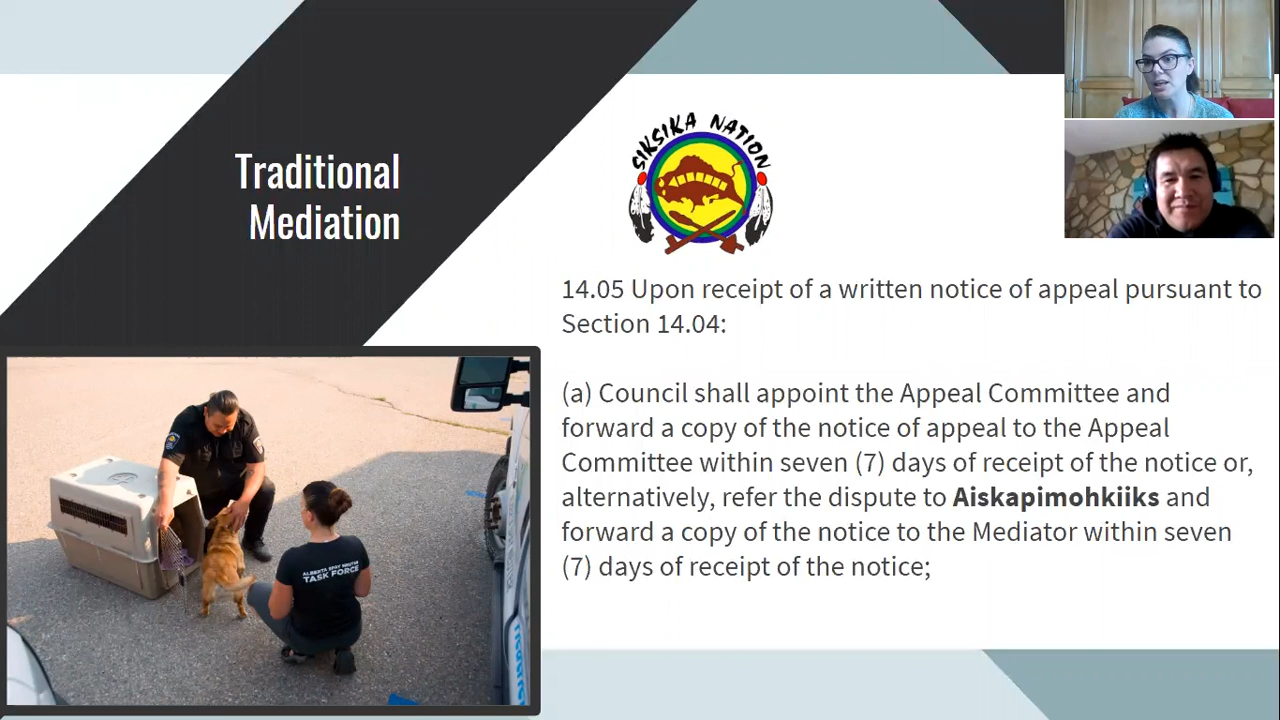 Traditional
Mediation
SIKSIKA NATION
14.05 Upon receipt of a written notice of appeal pursuant to
Section 14.04:
(a) Council shall appoint the Appeal Committee and
forward a copy of the notice of appeal to the Appeal
Committee within seven (7) days of receipt of the notice or,
alternatively, refer the dispute to Aiskapimohkiiks and
forward a copy of the notice to the Mediator within seven
(7) days of receipt of the notice;
ALBERTA SPAY NEUTER
TASK FORCE